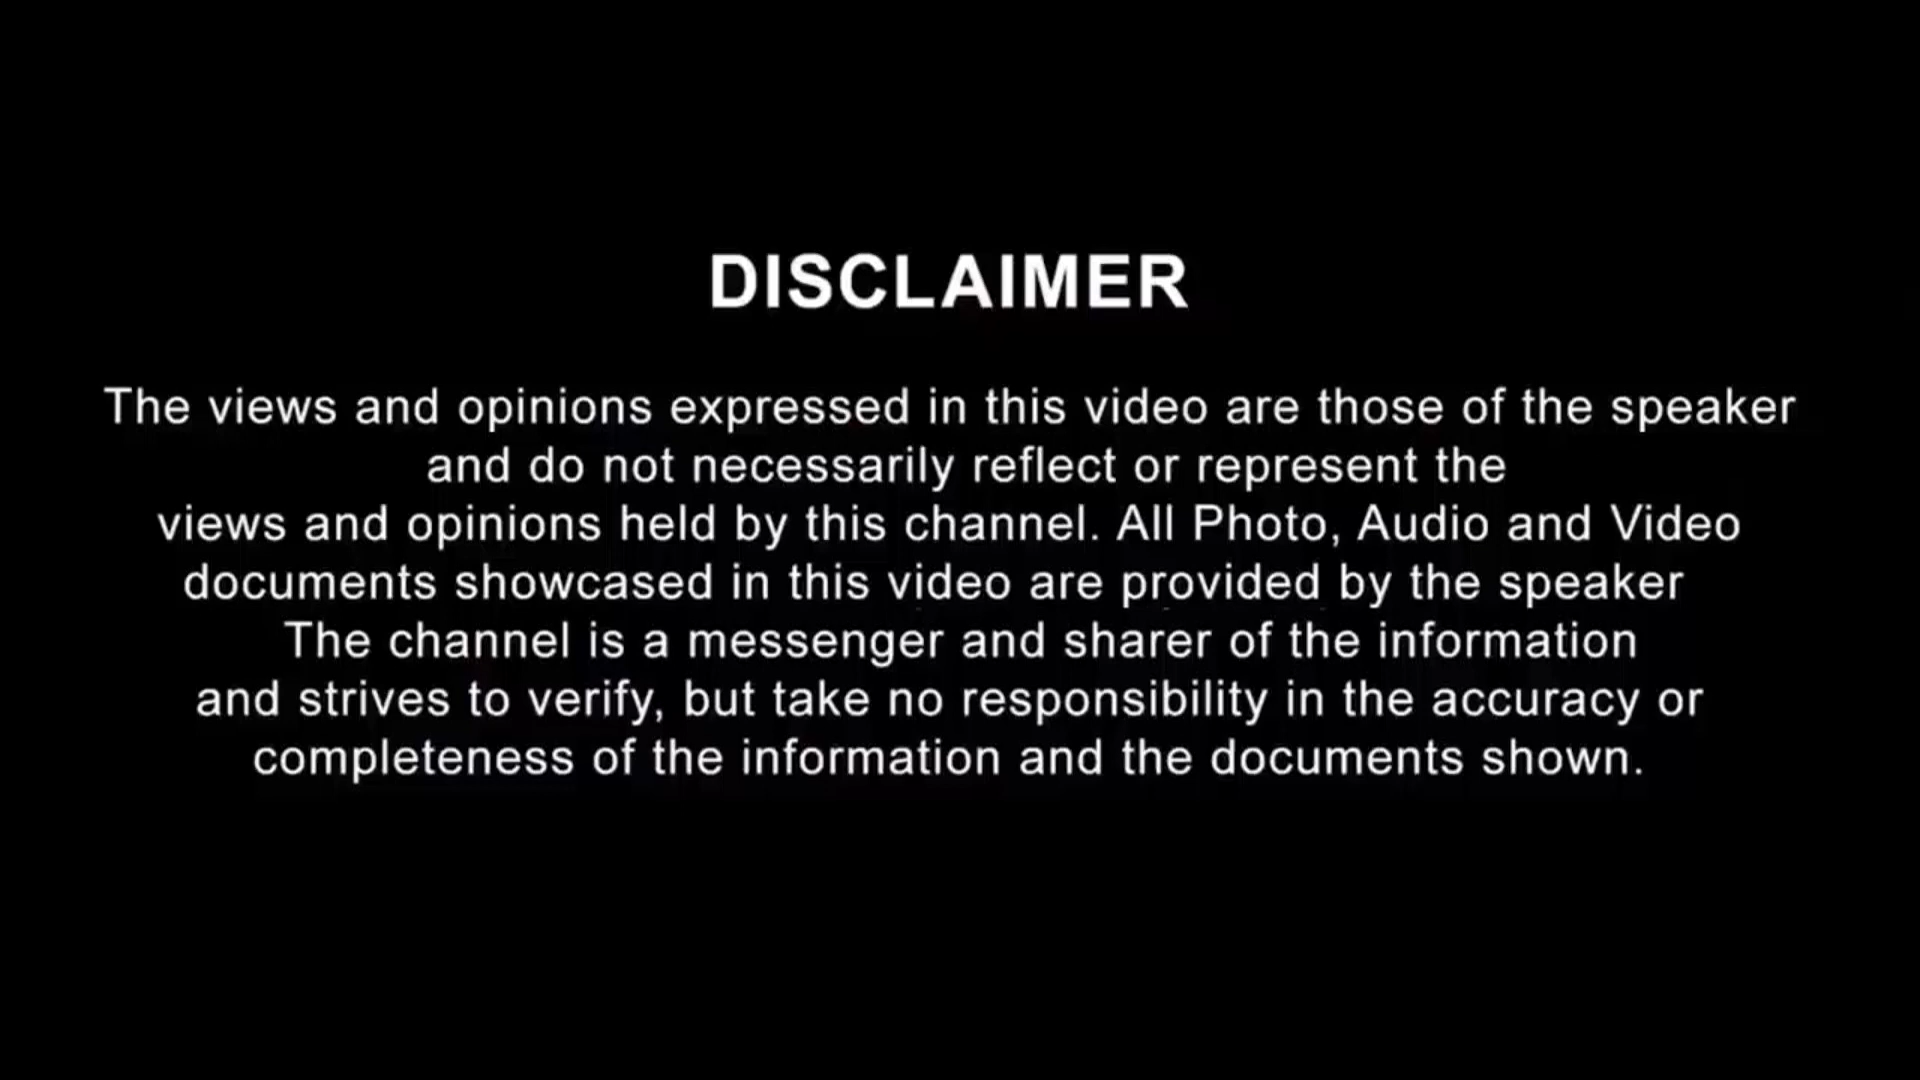 DISCLAIMER
The views and opinions expressed in this video are those of the speaker
and do not necessarily reflect or represent the
views and opinions held by this channel. All Photo, Audio and Video
documents showcased in this video are provided by the speaker
The channel is a messenger and sharer of the information
and strives to verify, but take no responsibility in the accuracy or
completeness of the information and the documents shown.